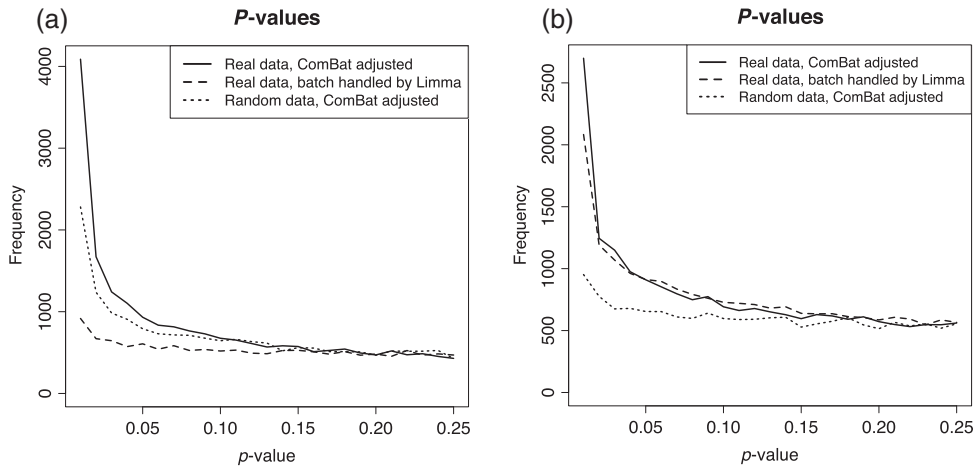 (a)
P-values
Real data, ComBat adjusted
Real data, batch handled by Limma
Random data, ComBat adjusted
Frequency
0
1000
2000
3000
4000
0.05 0.10 0.15 0.20 0.25
p-value
(b)
P-values
Real data, ComBat adjusted
Real data, batch handled by Limma
Random data, ComBat adjusted
Frequency
0
500
1000
1500
2000
2500
0.05 0.10 0.15 0.20 0.25
p-value